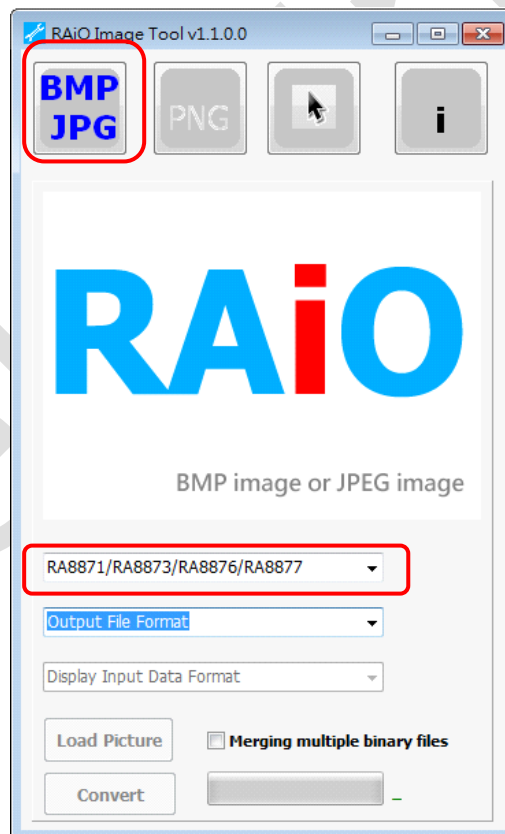 RAiO Image Tool v1.1.0.0
BMP
JPG
PNG
i
RAiO
BMP image or JPEG image
RA8871/RA8873/RA8876/RA8877
Output File Format
Display Input Data Format
Load Picture
Merging multiple binary files
Convert
_